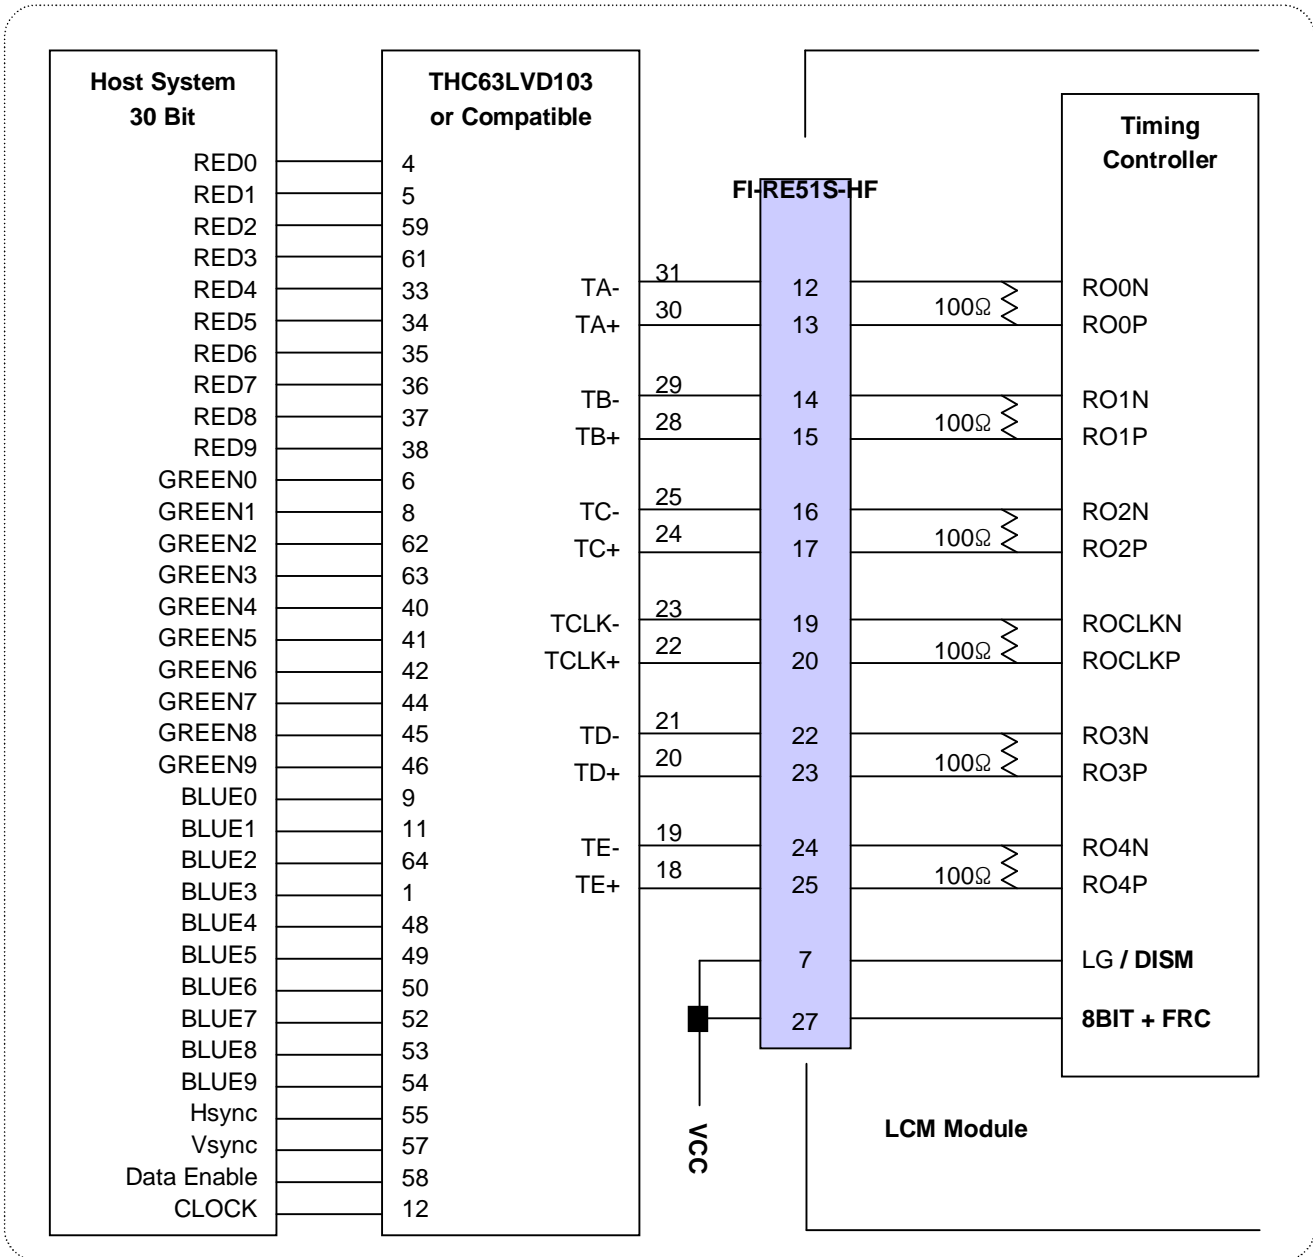 Host System
30 Bit
RED0
RED1
RED2
RED3
RED4
RED5
RED6
RED7
RED8
RED9
GREEN0
GREEN1
GREEN2
GREEN3
GREEN4
GREEN5
GREEN6
GREEN7
GREEN8
GREEN9
BLUE0
BLUE1
BLUE2
BLUE3
BLUE4
BLUE5
BLUE6
BLUE7
BLUE8
BLUE9
Hsync
Vsync
Data Enable
CLOCK
THC63LVD103
or Compatible
4
5
59
61
33
34
35
36
37
38
6
8
62
63
40
41
42
44
45
46
9
11
64
1
48
49
50
52
53
54
55
57
58
12
TA-
TA+
TB-
TB+
TC-
TC+
TCLK-
TCLK+
TD-
TD+
TE-
TE+
31
30
29
28
25
24
23
22
21
20
19
18
VCC
FI-RE51S-HF
12
13
14
15
16
17
19
20
22
23
24
25
7
27
100Ω
100Ω
100Ω
100Ω
100Ω
100Ω
Timing
Controller
RO0N
RO0P
RO1N
RO1P
RO2N
RO2P
ROCLKN
ROCLKP
RO3N
RO3P
RO4N
RO4P
LG / DISM
8BIT + FRC
LCM Module